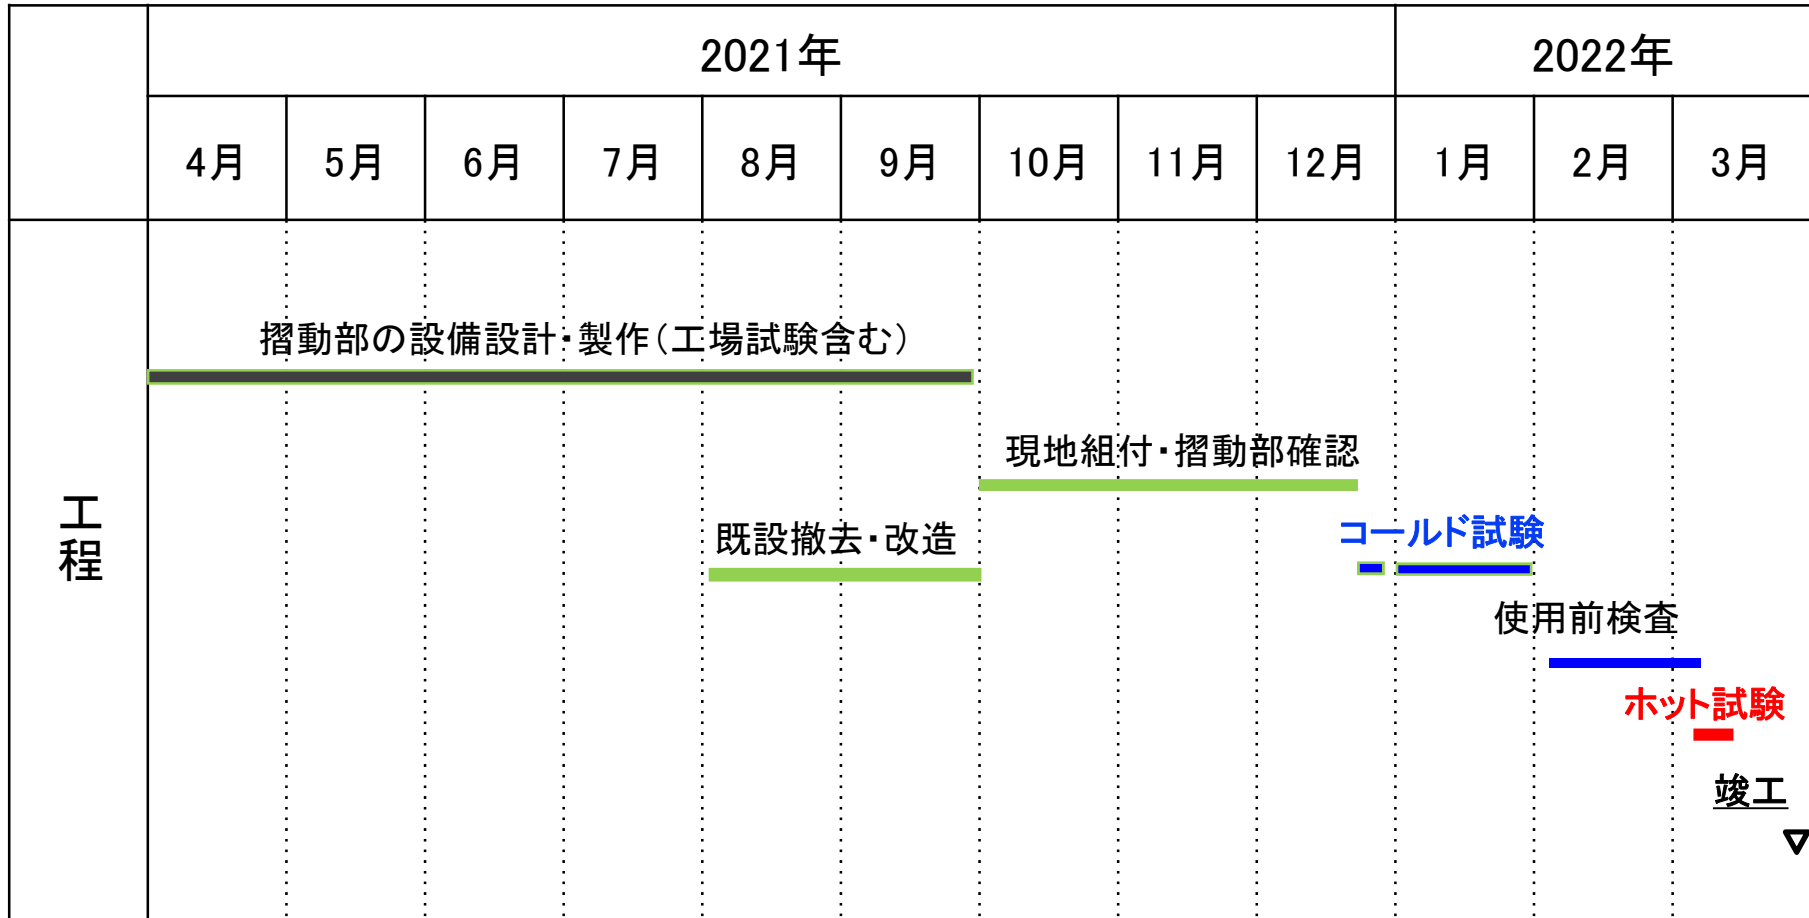 2021年
2022年
4月
5月
6月
7月
8月
9月
10月
11月
12月
1月
2月
3月
工程
摺動部の設備設計・製作(工場試験含む)
現地組付・摺動部確認
既設撤去・改造
コールド試験
使用前検査
ホット試験
竣工